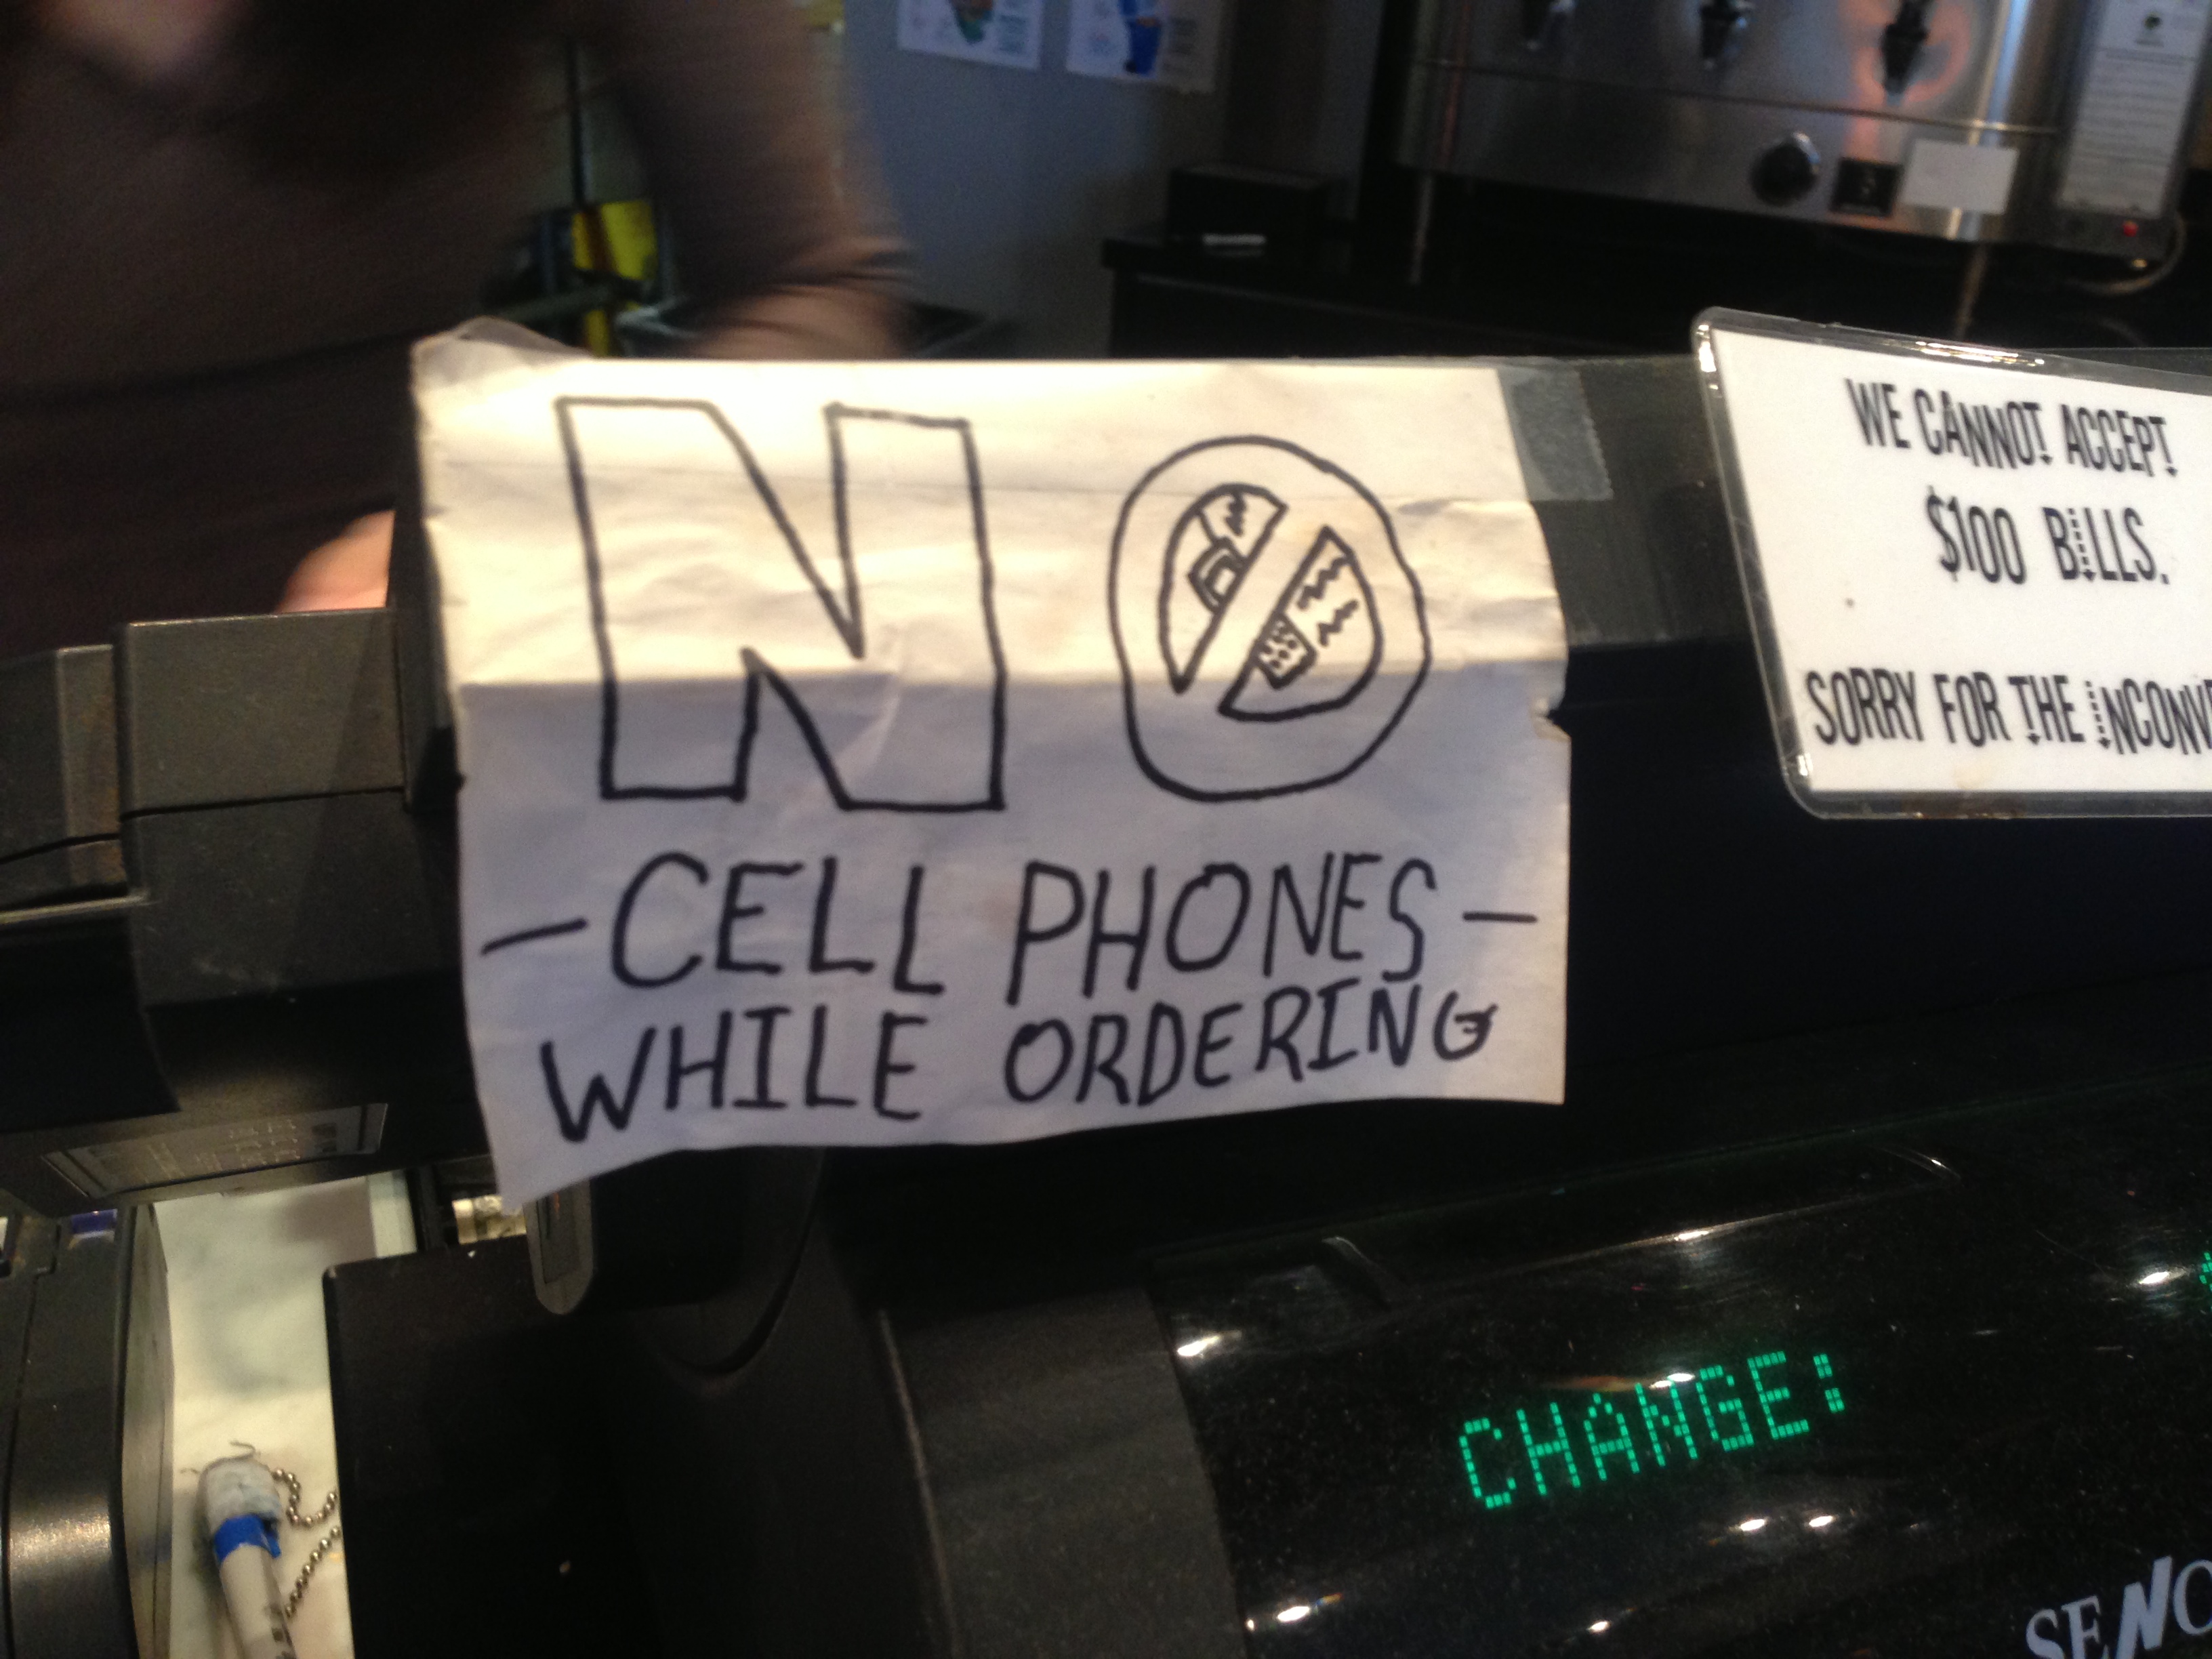 NO
-CELL PHONES-
WHILE ORDERING
WE CANNOT ACCEPT
$100 BILLS.
SORRY FOR THE
CHANGE: